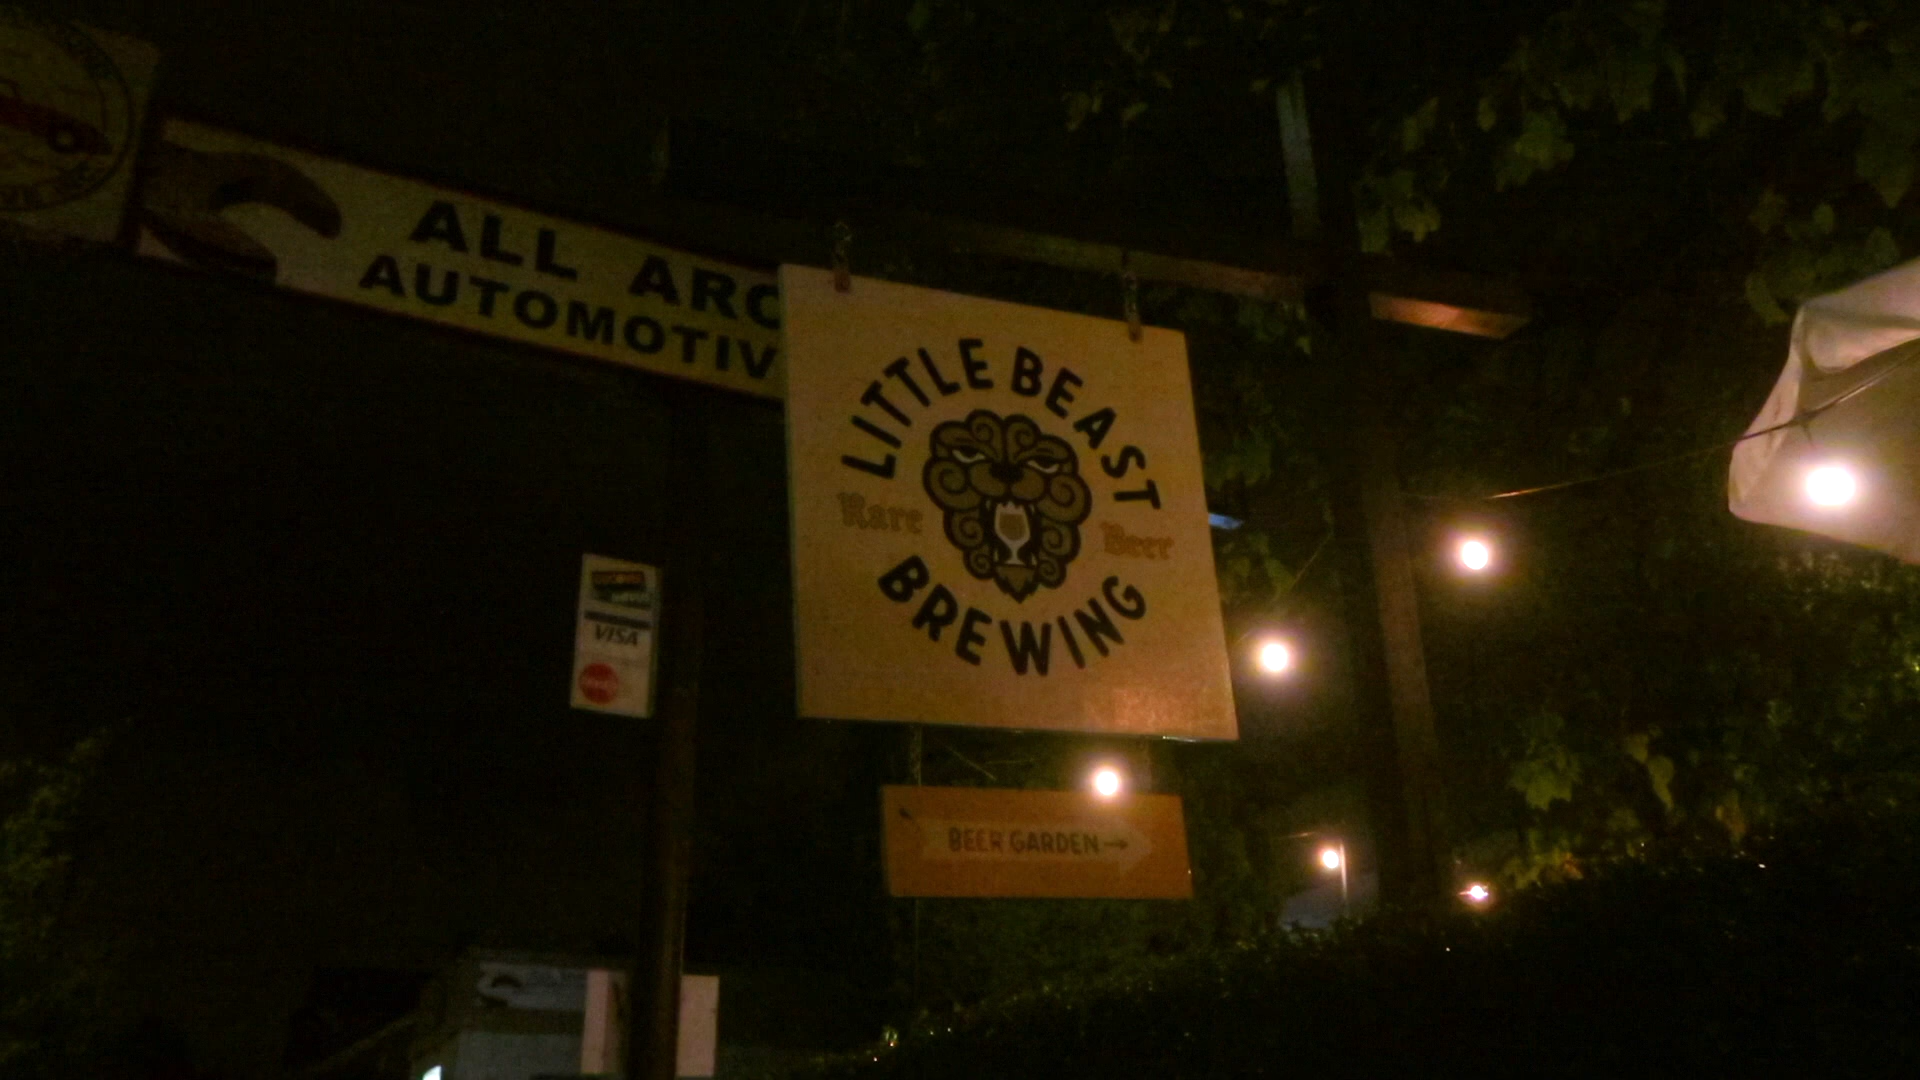 ALL ARO
AUTOMOTIV
LITTLE BEAST
Rare Beer
BREWING
VISA
BEER GARDEN→